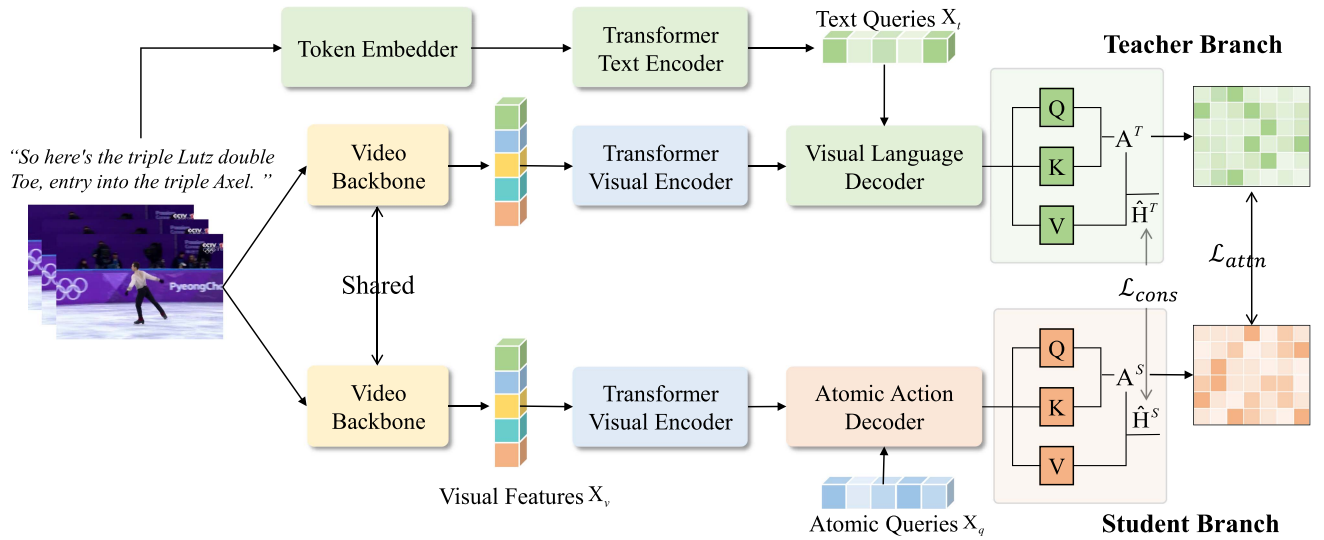 Text Queries X_t
Teacher Branch
Token Embedder
Transformer
Text Encoder
“So here's the triple Lutz double
Toe, entry into the triple Axel. ”
Video
Backbone
Transformer
Visual Encoder
Visual Language
Decoder
Q
K
V
A^T
Ĥ^T
PyeongCh
Shared
ℒ_attn
ℒ_cons
Video
Backbone
Transformer
Visual Encoder
Atomic Action
Decoder
Q
K
V
A^S
Ĥ^S
Visual Features X_v
Atomic Queries X_q
Student Branch